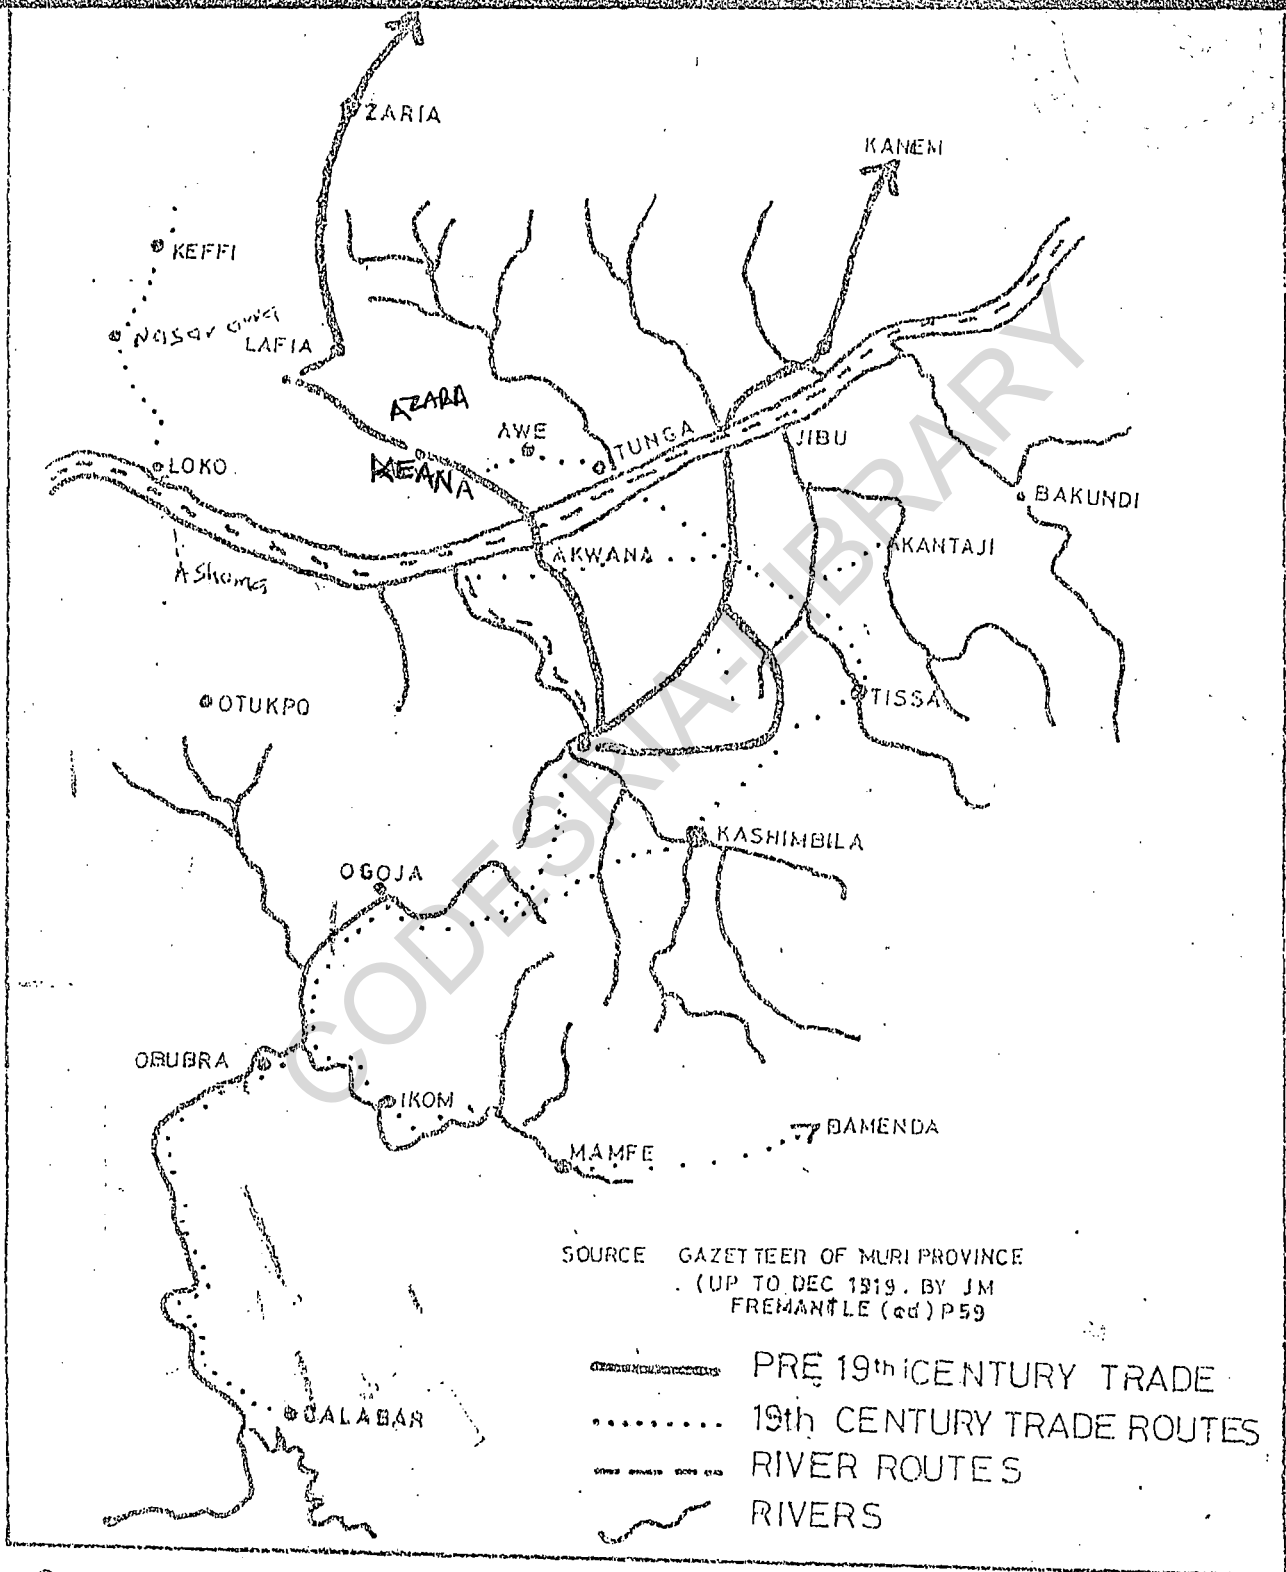 ZARIA
KANEM
KEFFI
Nasarawa
LAFIA
AZARA
AWE
TUNGA
JIBU
LOKO
KEANA
BAKUNDI
AKWANA
AKANTAJI
OTUKPO
TISSA
KASHIMBILA
OGOJA
OBUBRA
IKOM
MAMFE
BAMENDA
SOURCE GAZETTEER OF MURI PROVINCE
(UP TO DEC 1919. BY JM
FREMANTLE (ed) P59
PRE 19th CENTURY TRADE
CALABAR
19th CENTURY TRADE ROUTES
RIVER ROUTES
RIVERS
CODESRIA-LIBRARY